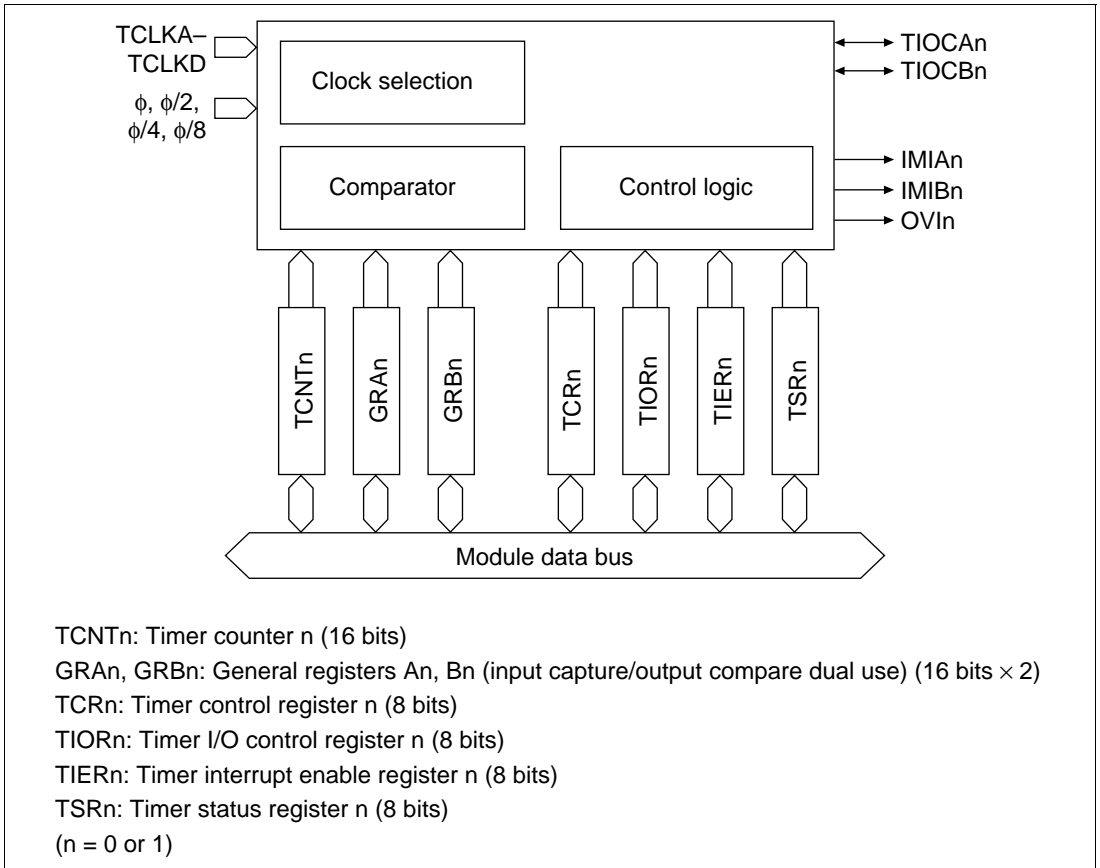 TCLKA–
TCLKD
ϕ, ϕ/2,
ϕ/4, ϕ/8
Clock selection
Comparator
Control logic
TIOCAn
TIOCBn
IMIAn
IMIBn
OVIn
TCNTn
GRAn
GRBn
TCRn
TIORn
TIERn
TSRn
Module data bus
TCNTn: Timer counter n (16 bits)
GRAn, GRBn: General registers An, Bn (input capture/output compare dual use) (16 bits × 2)
TCRn: Timer control register n (8 bits)
TIORn: Timer I/O control register n (8 bits)
TIERn: Timer interrupt enable register n (8 bits)
TSRn: Timer status register n (8 bits)
(n = 0 or 1)